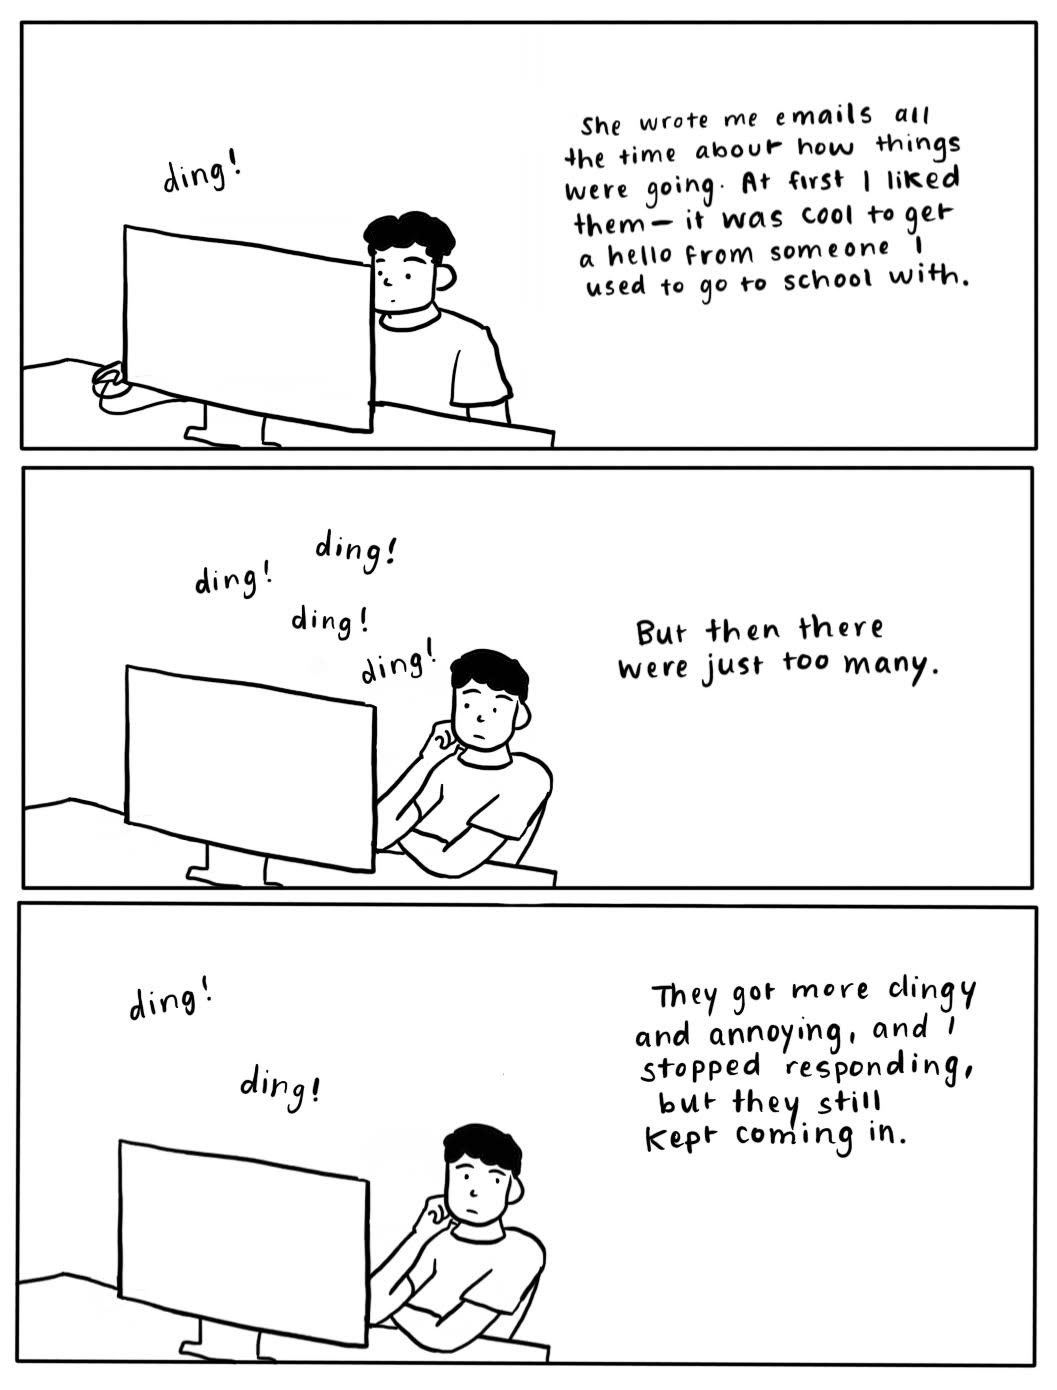 ding!
She wrote me emails all
the time about how things
were going. At first I liked
them — it was cool to get
a hello from someone I
used to go to school with.
ding!
ding!
ding!
ding!
But then there
were just too many.
ding!
ding!
They got more clingy
and annoying, and I
stopped responding,
but they still
kept coming in.